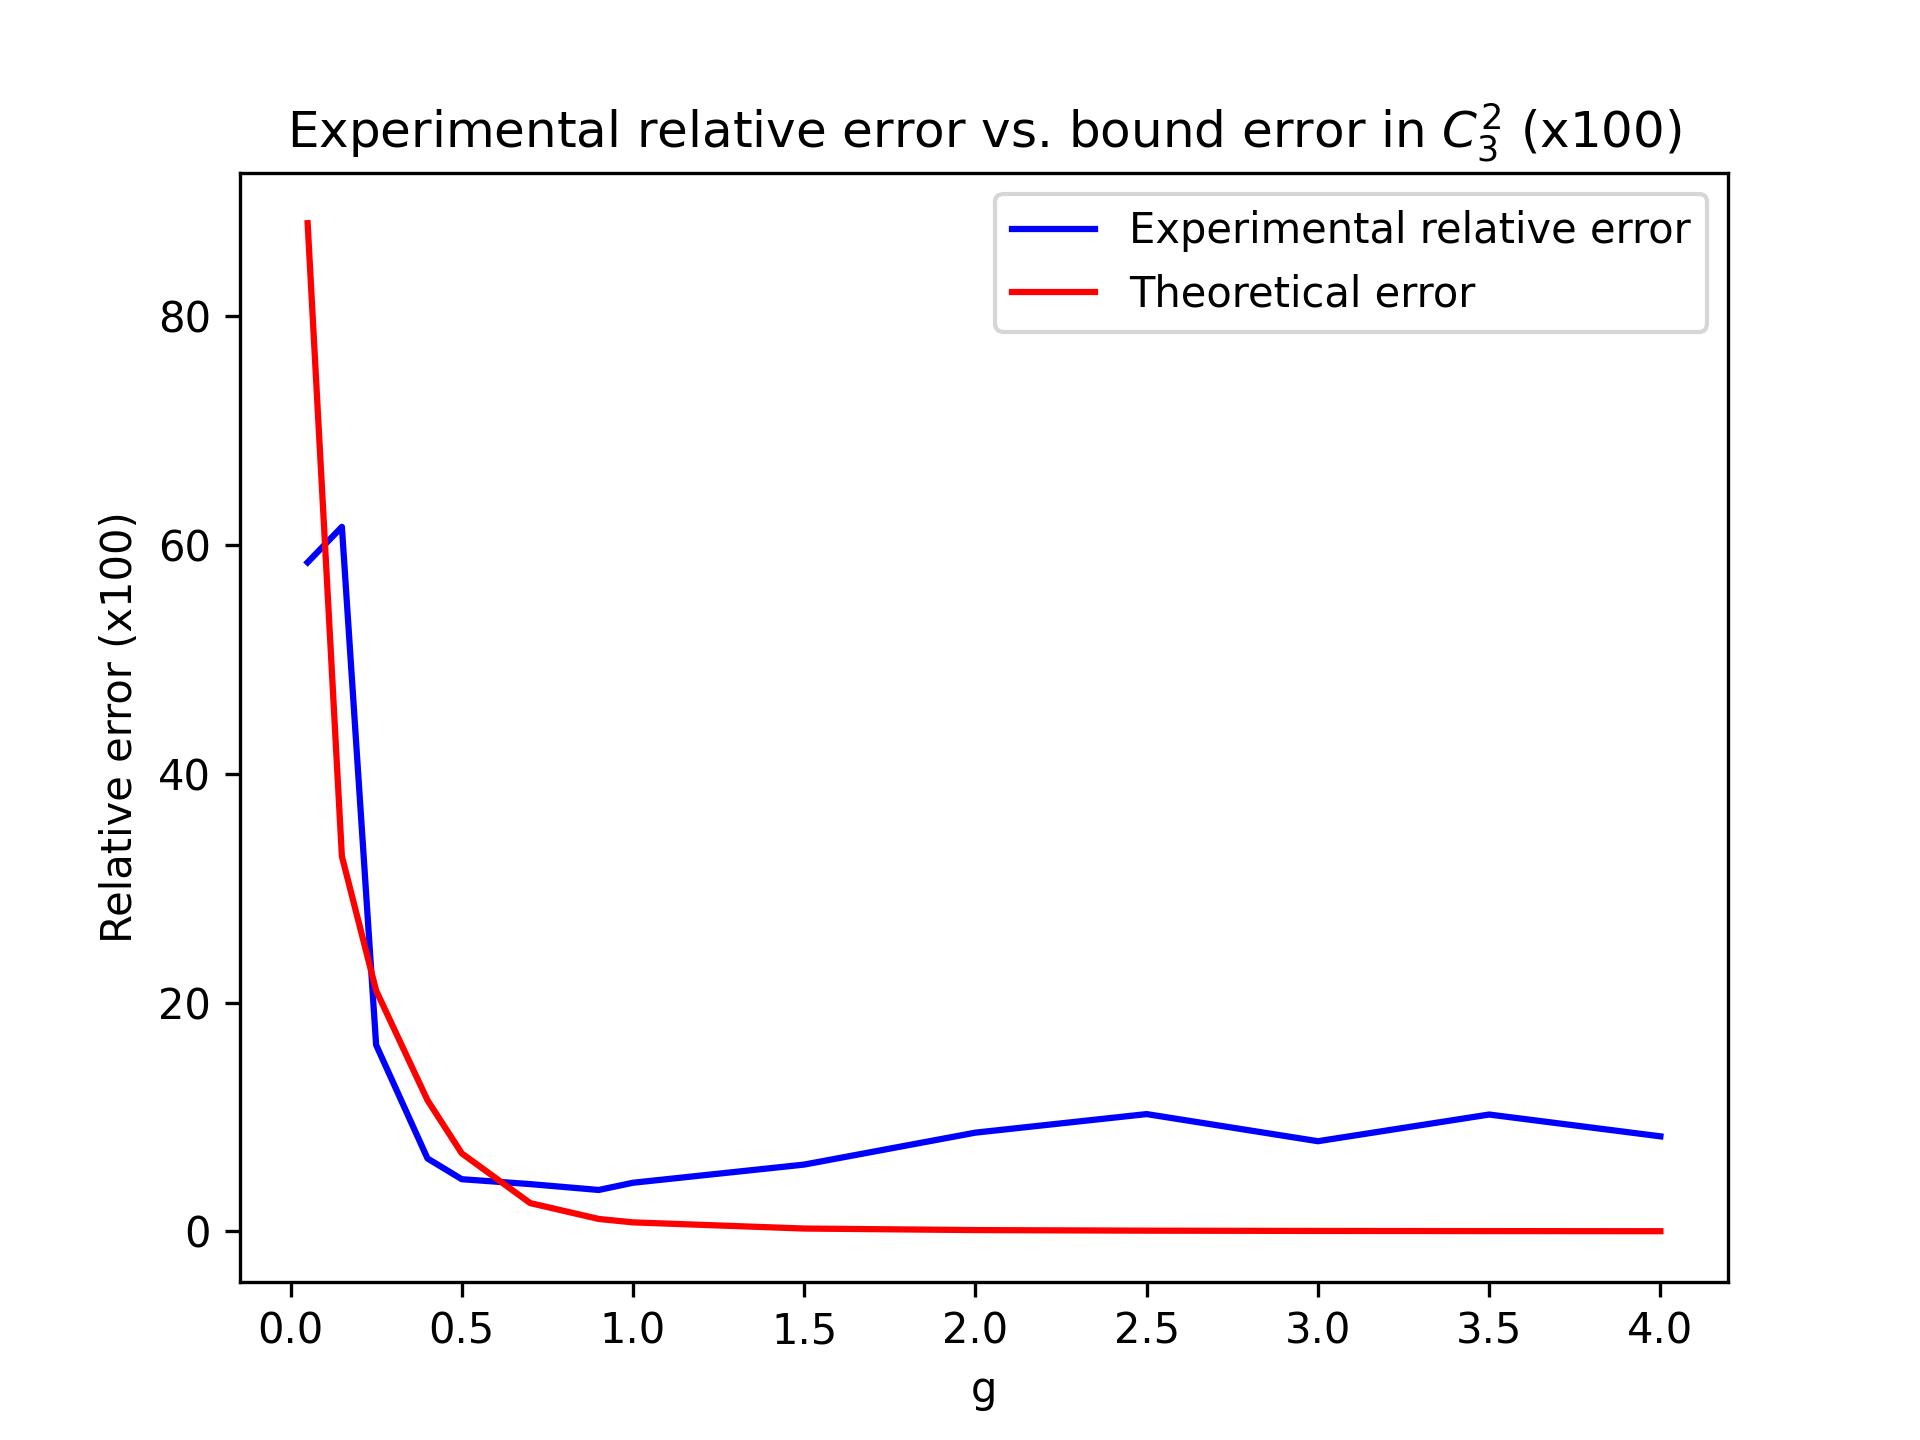 Experimental relative error vs. bound error in $C_3^2$ (x100)
Experimental relative error
Theoretical error
Relative error (x100)
80
60
40
20
0
0.0 0.5 1.0 1.5 2.0 2.5 3.0 3.5 4.0
g